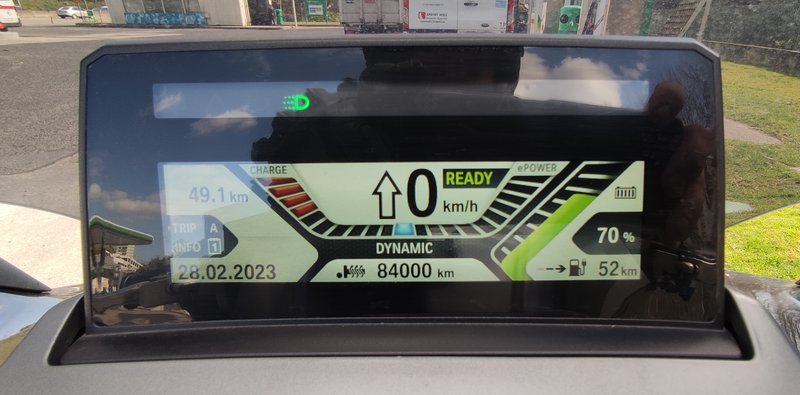 CHARGE
0
READY
ePOWER
49.1 km
km/h
TRIP A
INFO 1
70 %
DYNAMIC
28.02.2023
84000 km
52 km